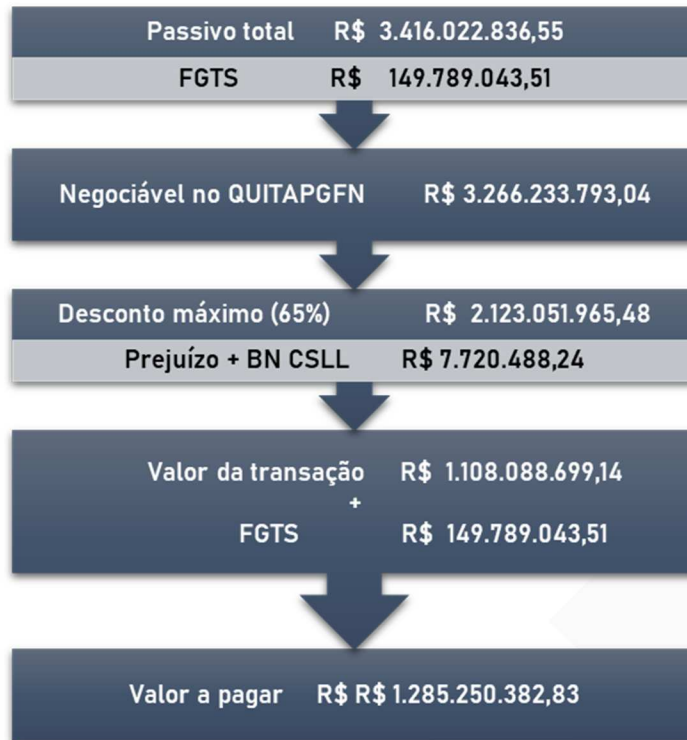 Passivo total R$ 3.416.022.836,55
FGTS R$ 149.789.043,51
Negociável no QUITAPGFN R$ 3.266.233.793,04
Desconto máximo (65%) R$ 2.123.051.965,48
Prejuízo + BN CSLL R$ 7.720.488,24
Valor da transação R$ 1.108.088.699,14
+
FGTS R$ 149.789.043,51
Valor a pagar R$ R$ 1.285.250.382,83